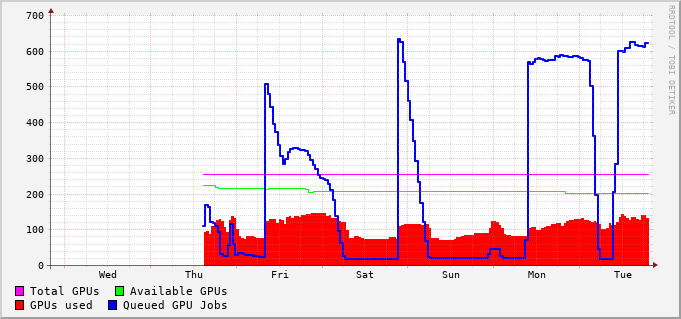 700
600
500
400
300
200
100
0
Wed Thu Fri Sat Sun Mon Tue
Total GPUs Available GPUs
GPUs used Queued GPU Jobs
RRDTOOL / TOBI OETIKER